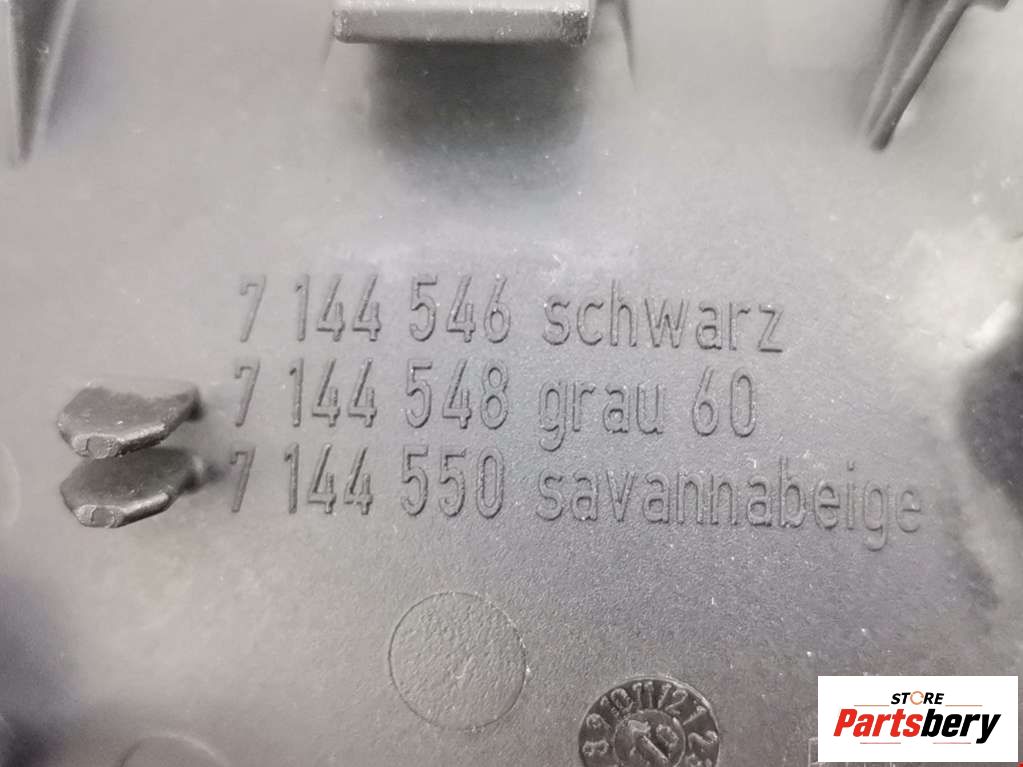 7 144 546 schwarz
7 144 548 grau 60
7 144 550 savannabeige
STORE
Partsbery